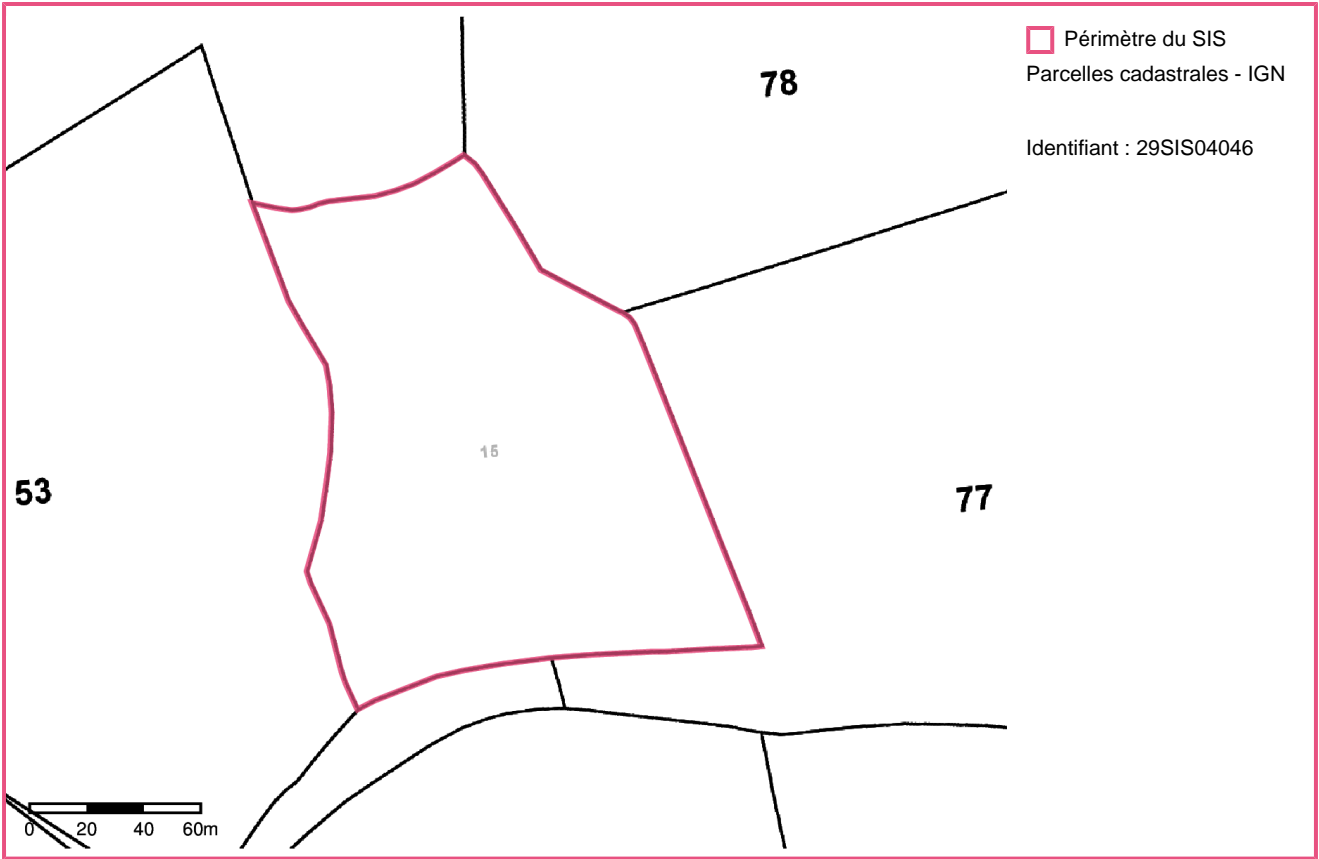 Périmètre du SIS
Parcelles cadastrales - IGN
Identifiant : 29SIS04046
78
15
53
77
0 20 40 60m